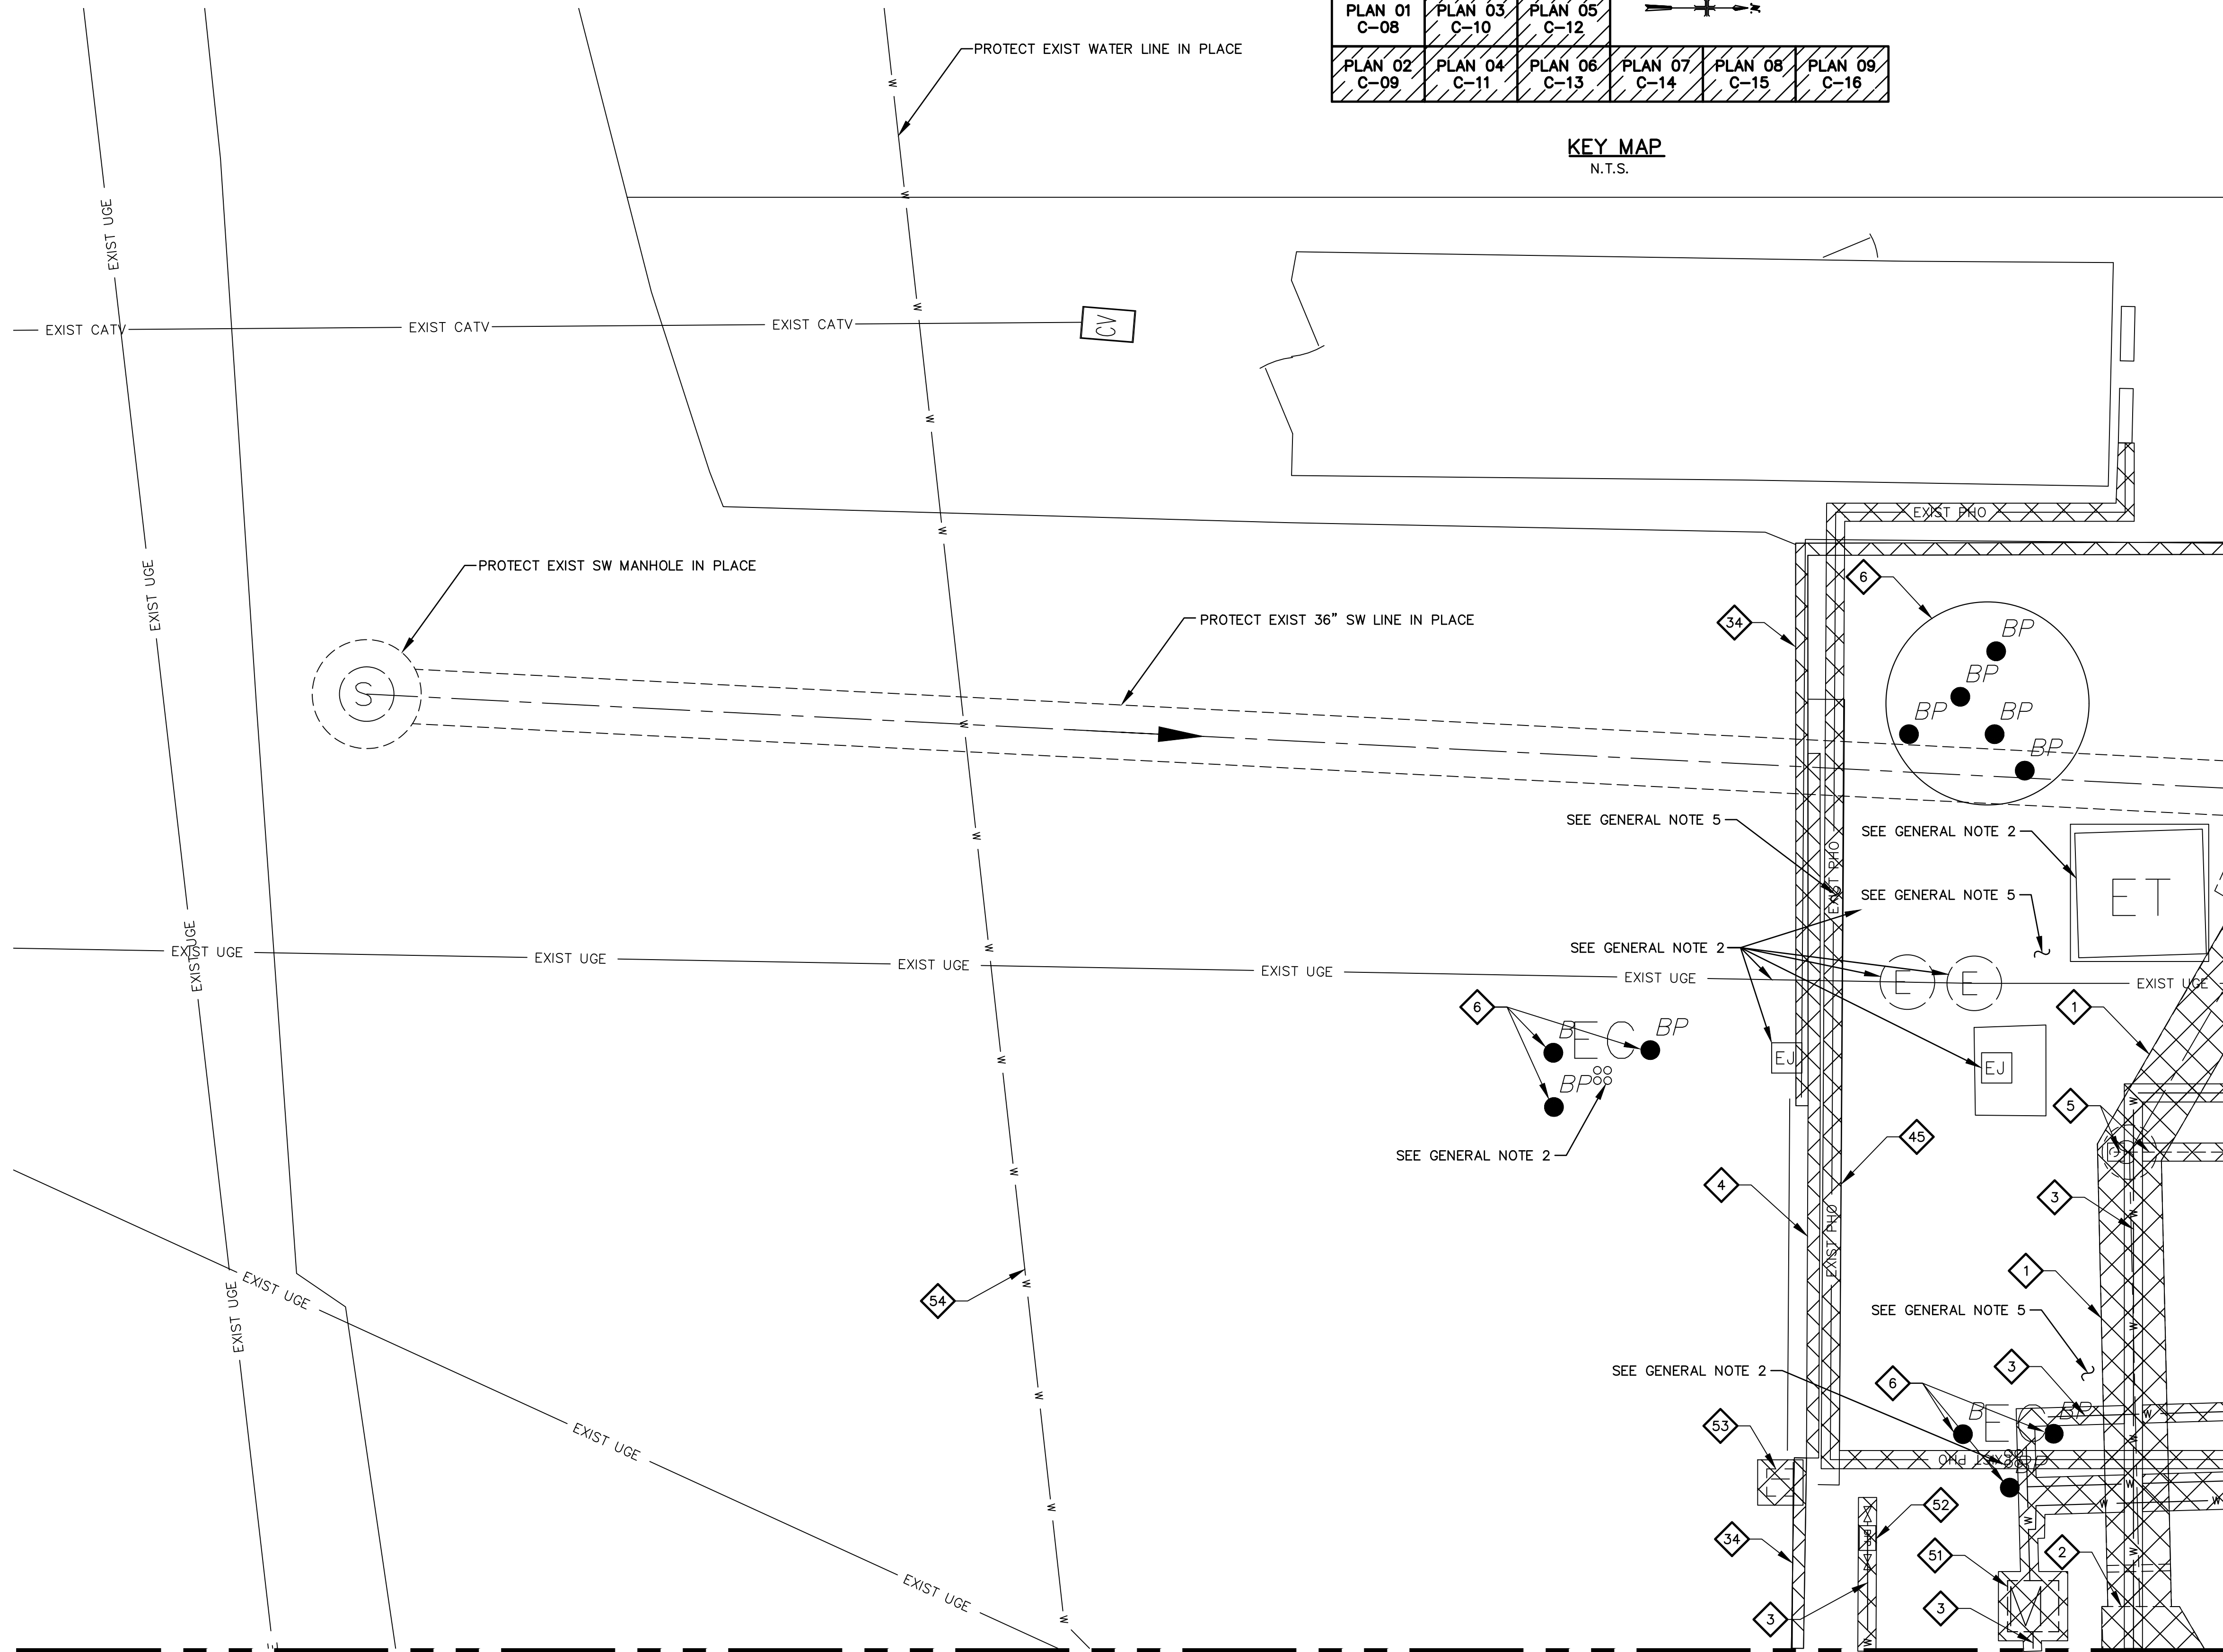 PLAN 01
C-08
PLAN 03
C-10
PLAN 05
C-12
PLAN 02
C-09
PLAN 04
C-11
PLAN 06
C-13
PLAN 07
C-14
PLAN 08
C-15
PLAN 09
C-16
KEY MAP
N.T.S.
PROTECT EXIST WATER LINE IN PLACE
W
W
W
W
W
W
W
W
W
W
W
W
W
W
EXIST UGE
EXIST CATV
EXIST CATV
EXIST CATV
CV
EXIST PHO
PROTECT EXIST SW MANHOLE IN PLACE
EXIST UGE
S
PROTECT EXIST 36" SW LINE IN PLACE
34
6
BP
BP
BP
BP
BP
SEE GENERAL NOTE 5
SEE GENERAL NOTE 2
EXIST PHO
ET
SEE GENERAL NOTE 5
SEE GENERAL NOTE 2
EXIST UGE
EXIST UGE
EXIST UGE
EXIST UGE
EXIST UGE
EXIST UGE
EXIST UGE
E
E
6
EC
BP
BP
EJ
EJ
1
SEE GENERAL NOTE 2
5
W
45
4
3
W
EXIST PHO
1
54
EXIST UGE
EXIST UGE
SEE GENERAL NOTE 5
W
SEE GENERAL NOTE 2
3
6
BP
W
53
E
EXIST PHO
BP
W
W
W
W
EXIST UGE
52
BFP
W
34
51
2
W
EXIST UGE
3
3
W